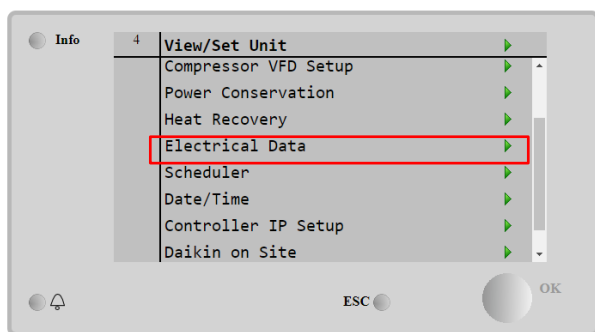 Info
4 View/Set Unit
Compressor VFD Setup
Power Conservation
Heat Recovery
Electrical Data
Scheduler
Date/Time
Controller IP Setup
Daikin on Site
ESC
OK